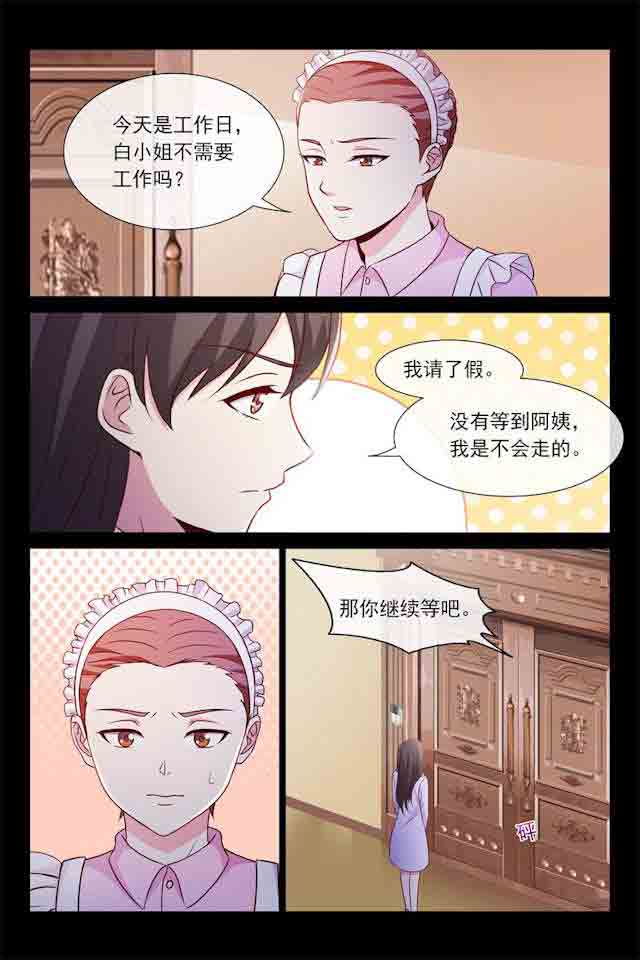 今天是工作日，
白小姐不需要
工作吗？
我请了假。
没有等到阿姨，
我是不会走的。
那你继续等吧。
砰